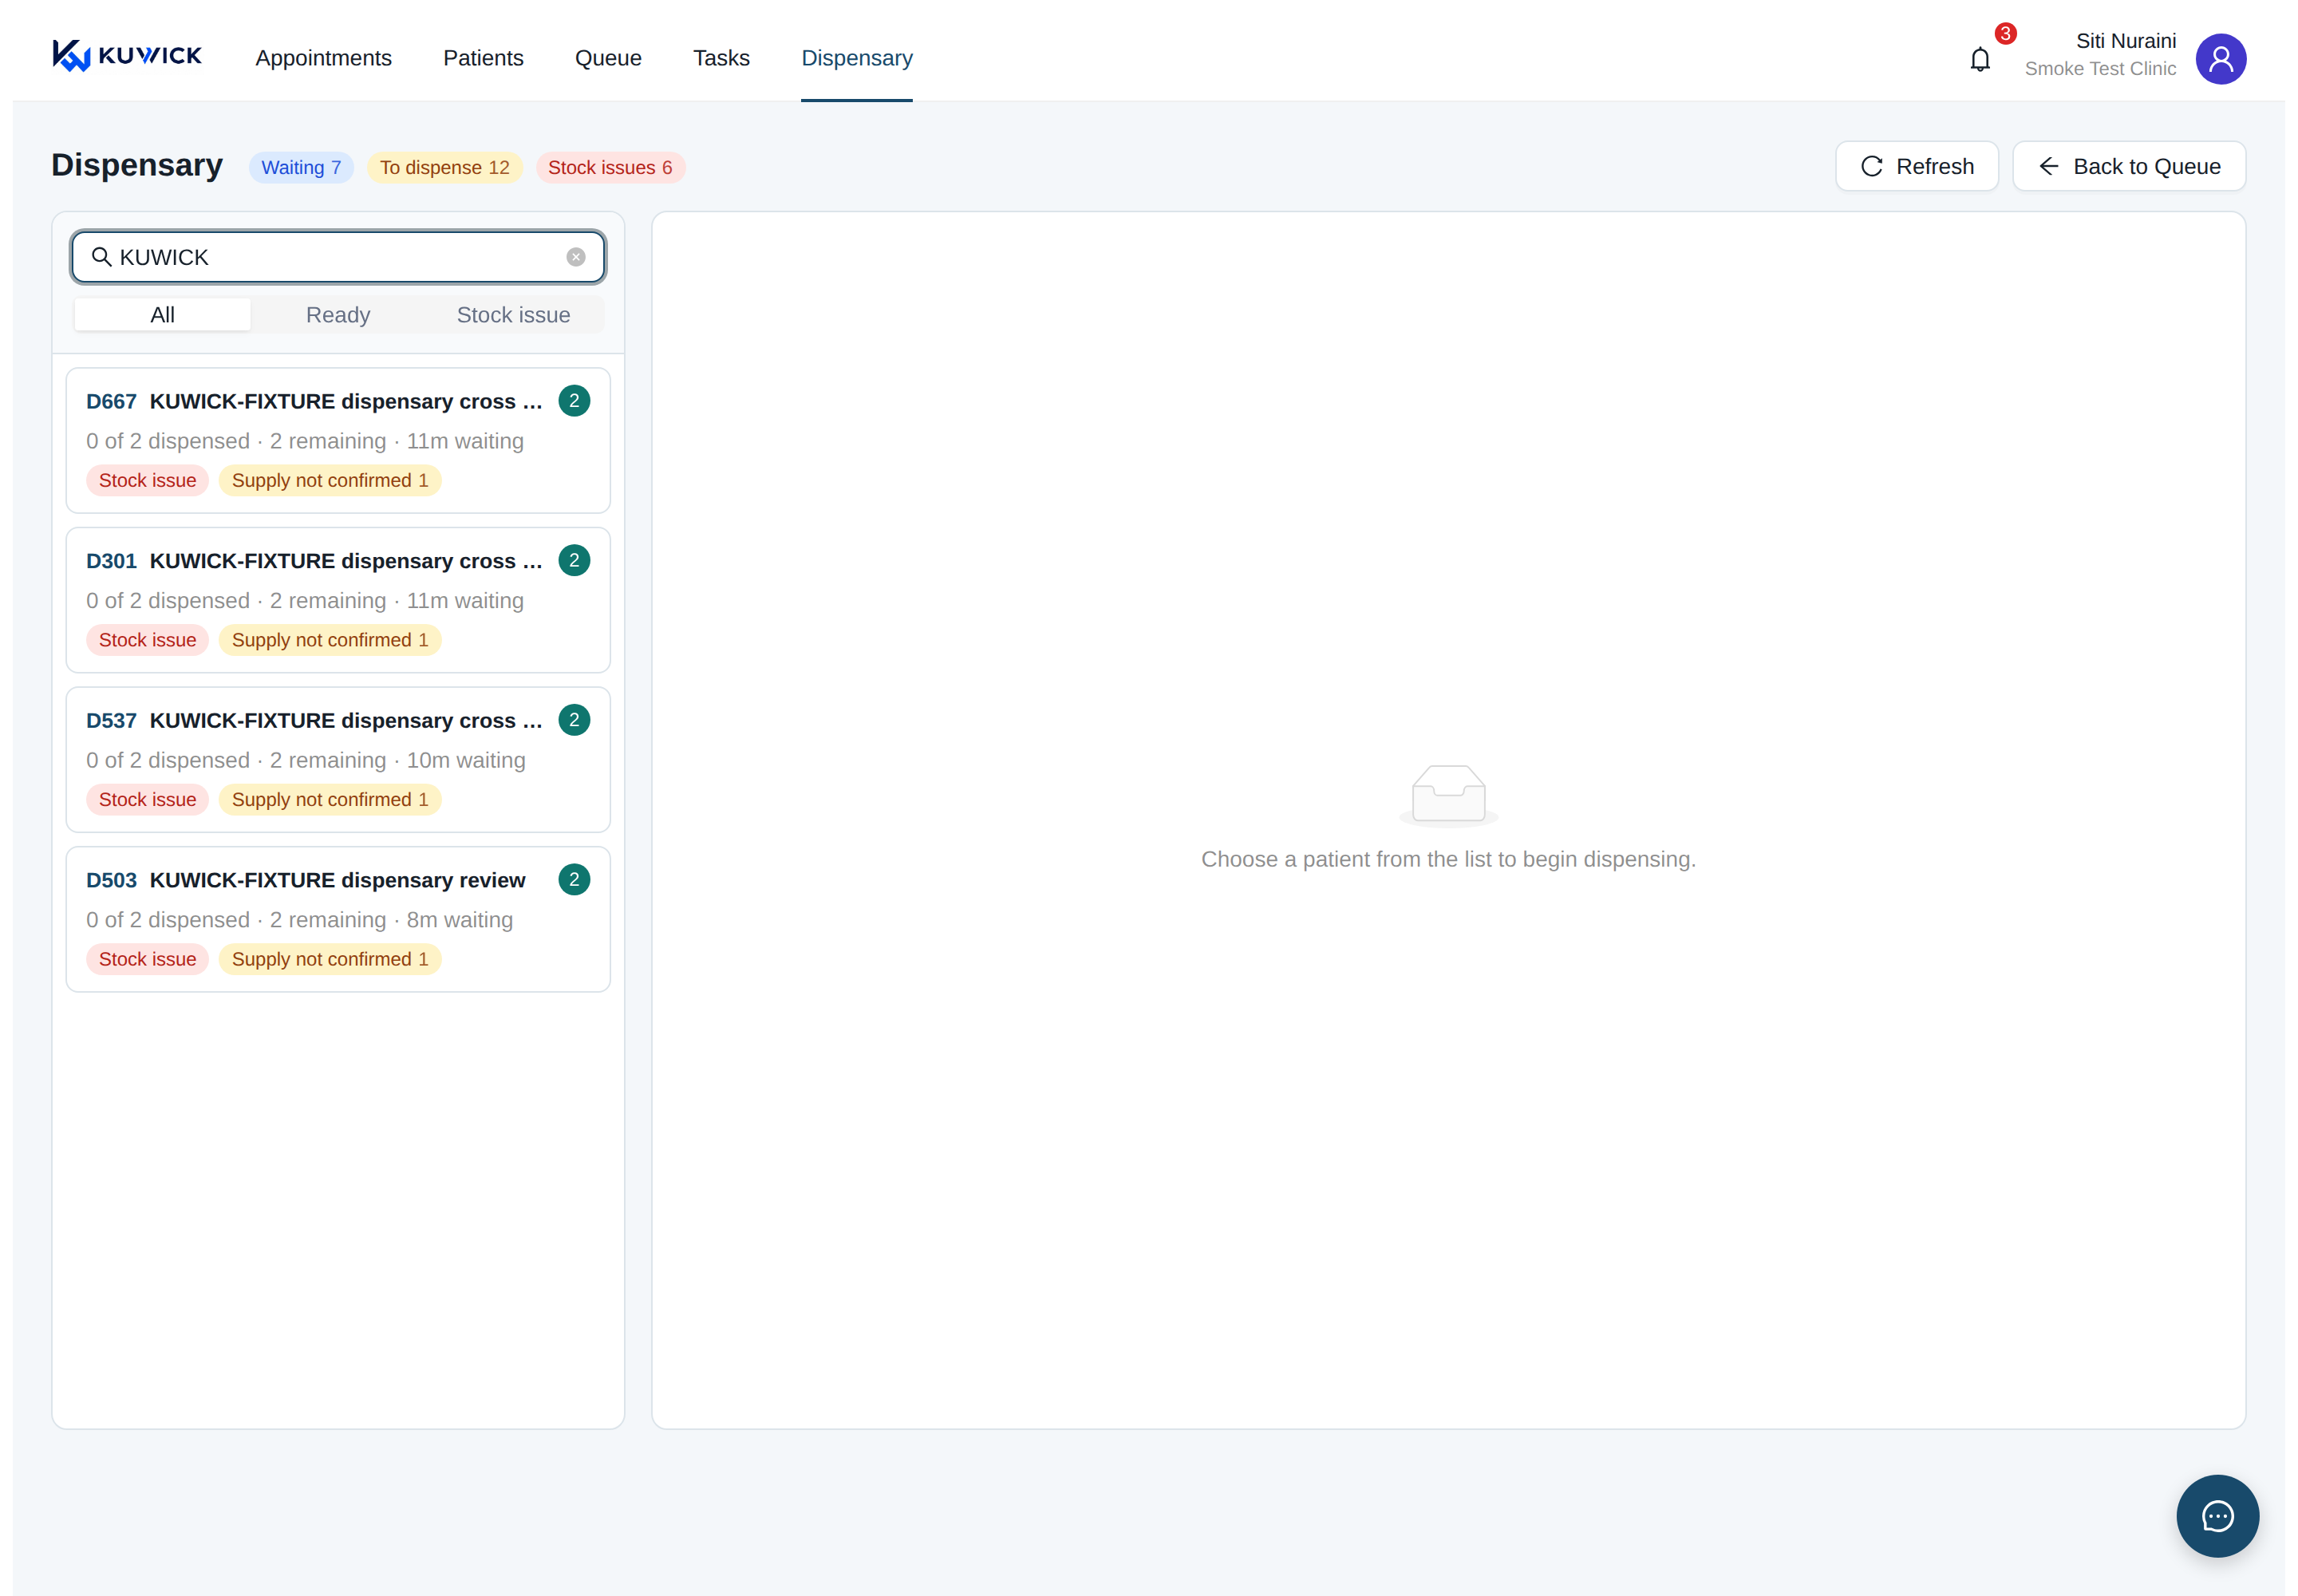 KUWICK
Appointments
Patients
Queue
Tasks
Dispensary
3
Siti Nuraini
Smoke Test Clinic
Dispensary
Waiting 7
To dispense 12
Stock issues 6
Refresh
Back to Queue
KUWICK
All
Ready
Stock issue
D667 KUWICK-FIXTURE dispensary cross ... 2
0 of 2 dispensed · 2 remaining · 11m waiting
Stock issue
Supply not confirmed 1
D301 KUWICK-FIXTURE dispensary cross ... 2
0 of 2 dispensed · 2 remaining · 11m waiting
Stock issue
Supply not confirmed 1
D537 KUWICK-FIXTURE dispensary cross ... 2
0 of 2 dispensed · 2 remaining · 10m waiting
Stock issue
Supply not confirmed 1
D503 KUWICK-FIXTURE dispensary review 2
0 of 2 dispensed · 2 remaining · 8m waiting
Stock issue
Supply not confirmed 1
Choose a patient from the list to begin dispensing.